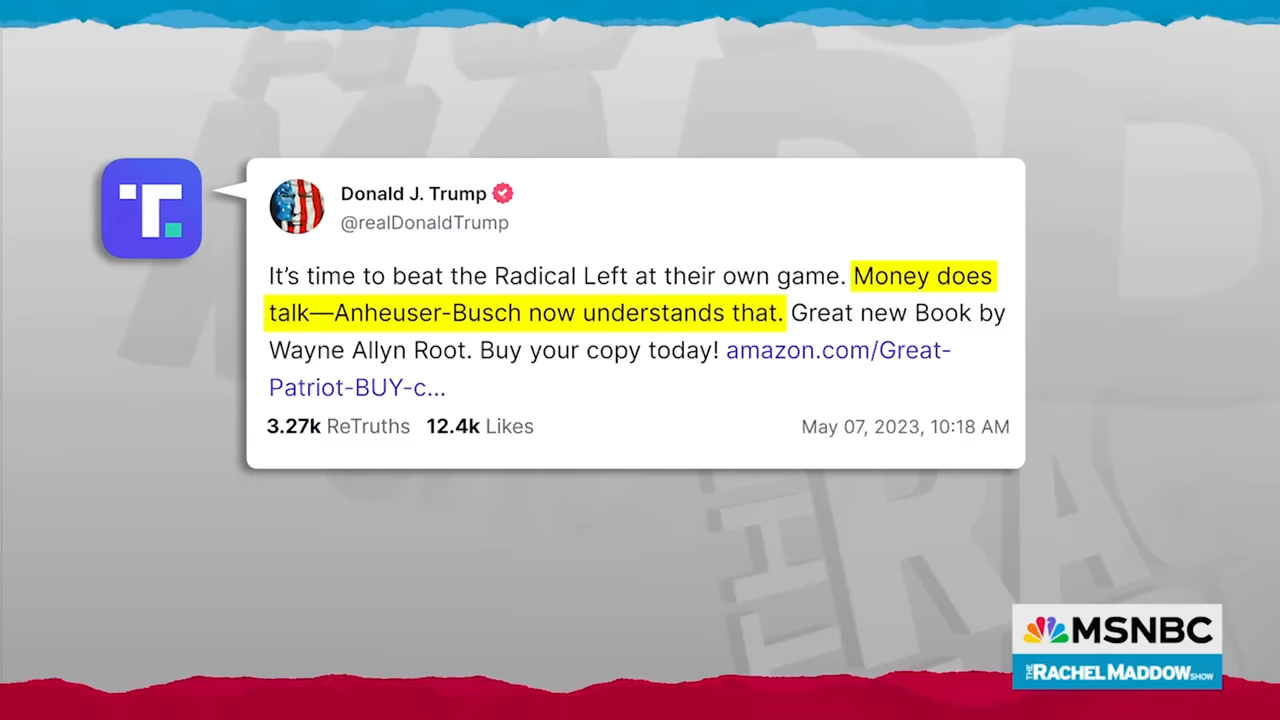 T.
Donald J. Trump
@realDonaldTrump
It's time to beat the Radical Left at their own game. Money does
talk—Anheuser-Busch now understands that. Great new Book by
Wayne Allyn Root. Buy your copy today! amazon.com/Great-
Patriot-BUY-c...
3.27k ReTruths 12.4k Likes May 07, 2023, 10:18 AM
MSNBC
THE RACHEL MADDOW SHOW